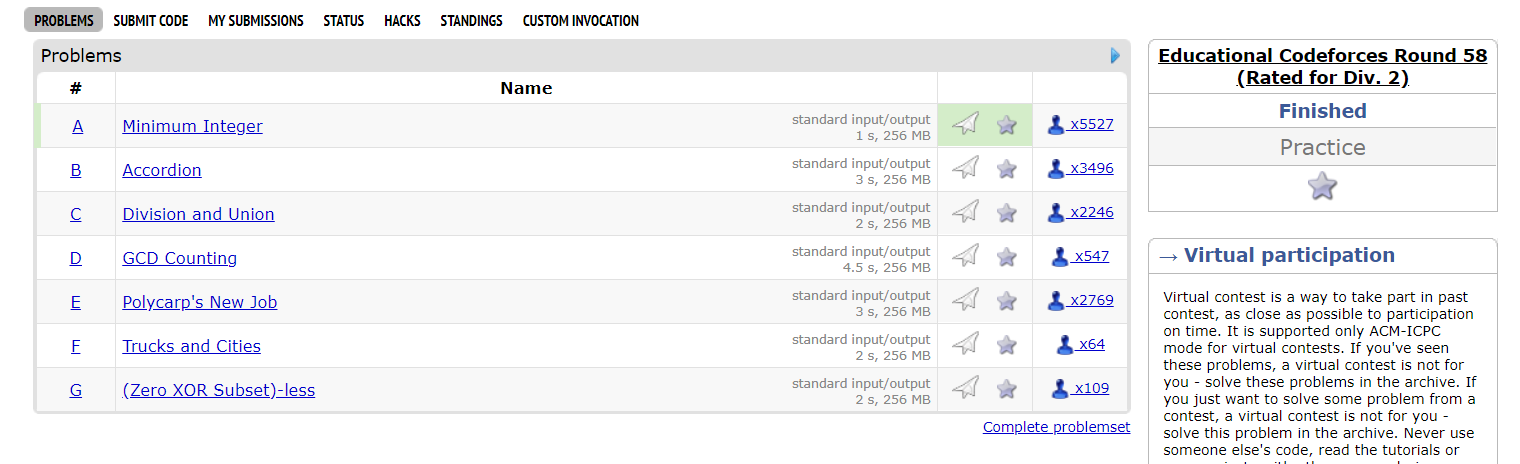 PROBLEMS SUBMIT CODE MY SUBMISSIONS STATUS HACKS STANDINGS CUSTOM INVOCATION
Problems
# Name
A Minimum Integer standard input/output 1 s, 256 MB x5527
B Accordion standard input/output 3 s, 256 MB x3496
C Division and Union standard input/output 2 s, 256 MB x2246
D GCD Counting standard input/output 4.5 s, 256 MB x547
E Polycarp's New Job standard input/output 3 s, 256 MB x2769
F Trucks and Cities standard input/output 2 s, 256 MB x64
G (Zero XOR Subset)-less standard input/output 2 s, 256 MB x109
Complete problemset
Educational Codeforces Round 58
(Rated for Div. 2)
Finished
Practice
→ Virtual participation
Virtual contest is a way to take part in past
contest, as close as possible to participation
on time. It is supported only ACM-ICPC
mode for virtual contests. If you've seen
these problems, a virtual contest is not for
you - solve these problems in the archive. If
you just want to solve some problem from a
contest, a virtual contest is not for you -
solve this problem in the archive. Never use
someone else's code, read the tutorials or